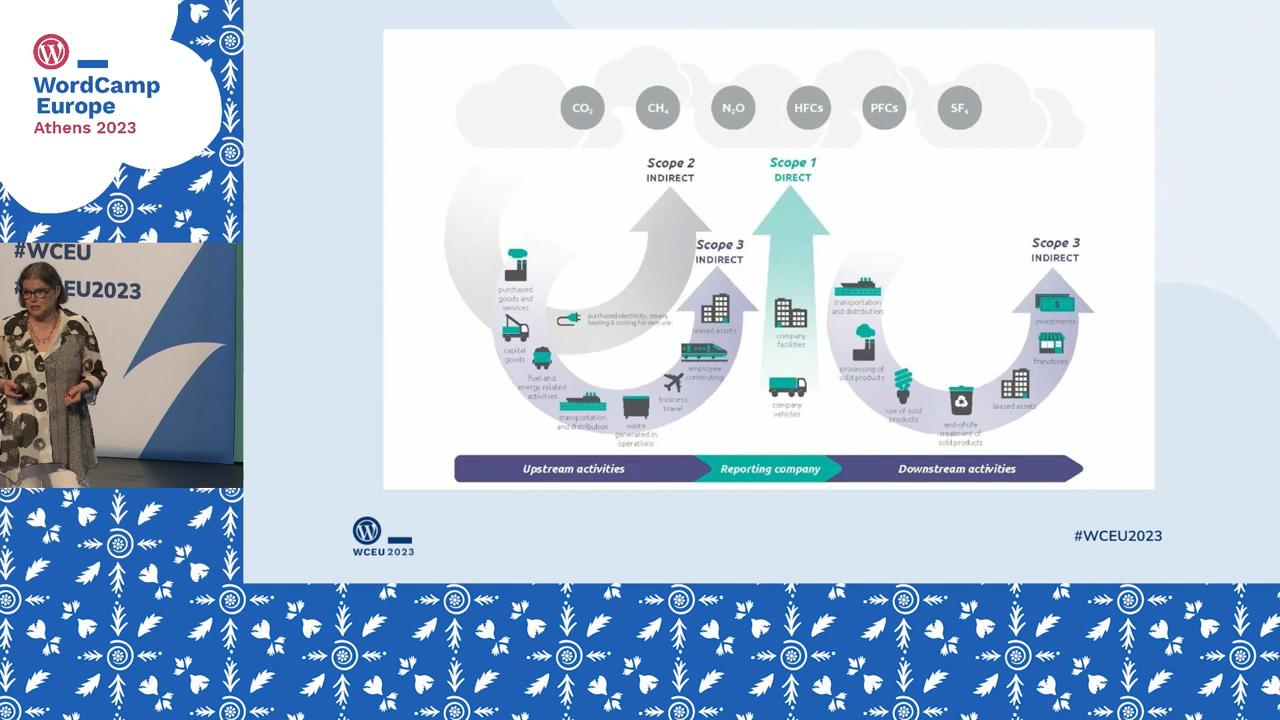 WordCamp
Europe
Athens 2023
#WCEU
#WCEU2023
CO₂
CH₄
N₂O
HFCs
PFCs
SF₆
Scope 2
INDIRECT
Scope 1
DIRECT
Scope 3
INDIRECT
Scope 3
INDIRECT
purchased
goods and
services
capital
goods
Fuel and
energy related
activities
transportation
and distribution
waste
generated in
operations
business
travel
employee
commuting
leased assets
purchased electricity, steam,
heating & cooling for own use
company
facilities
company
vehicles
transportation
and distribution
processing of
sold products
use of sold
products
end-of-life
treatment of
sold products
leased assets
franchises
investments
Upstream activities
Reporting company
Downstream activities
WCEU 2023
#WCEU2023